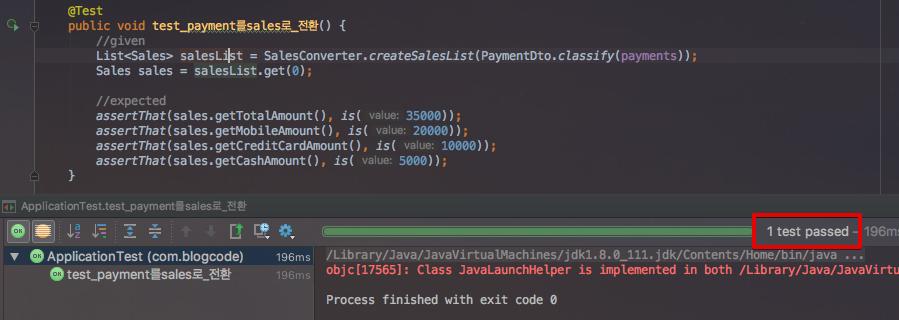 @Test
public void test_payment를sales로_전환() {
//given
List<Sales> salesList = SalesConverter.createSalesList(PaymentDto.classify(payments));
Sales sales = salesList.get(0);
//expected
assertThat(sales.getTotalAmount(), is( value: 35000));
assertThat(sales.getMobileAmount(), is( value: 20000));
assertThat(sales.getCreditCardAmount(), is( value: 10000));
assertThat(sales.getCashAmount(), is( value: 5000));
}
ApplicationTest.test_payment를sales로_전환
OK
1 test passed – 196ms
ApplicationTest (com.blogcode) 196ms
OK test_payment를sales로_전환 196ms
/Library/Java/JavaVirtualMachines/jdk1.8.0_111.jdk/Contents/Home/bin/java ...
objc[17565]: Class JavaLaunchHelper is implemented in both /Library/Java/JavaVirtu
Process finished with exit code 0